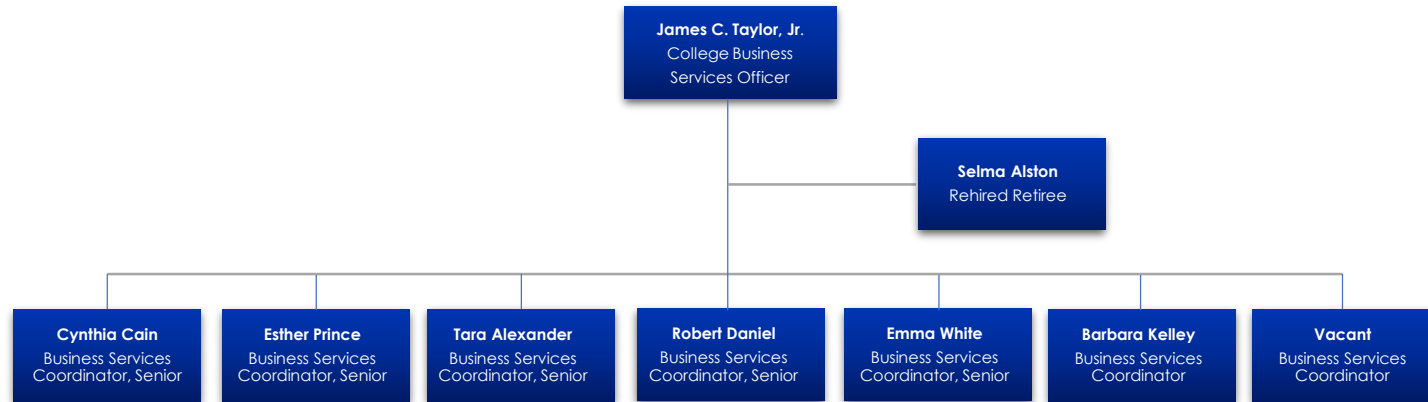 James C. Taylor, Jr.
College Business
Services Officer
Selma Alston
Rehired Retiree
Cynthia Cain
Business Services
Coordinator, Senior
Esther Prince
Business Services
Coordinator, Senior
Tara Alexander
Business Services
Coordinator, Senior
Robert Daniel
Business Services
Coordinator, Senior
Emma White
Business Services
Coordinator, Senior
Barbara Kelley
Business Services
Coordinator
Vacant
Business Services
Coordinator